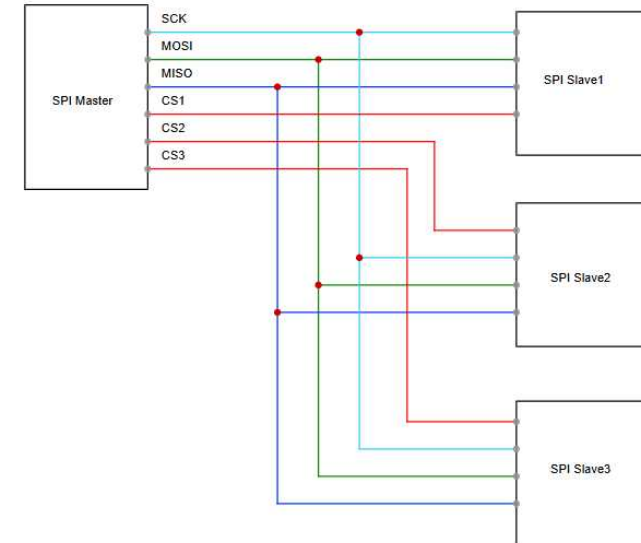 SCK
MOSI
MISO
CS1
CS2
CS3
SPI Master
SPI Slave1
SPI Slave2
SPI Slave3